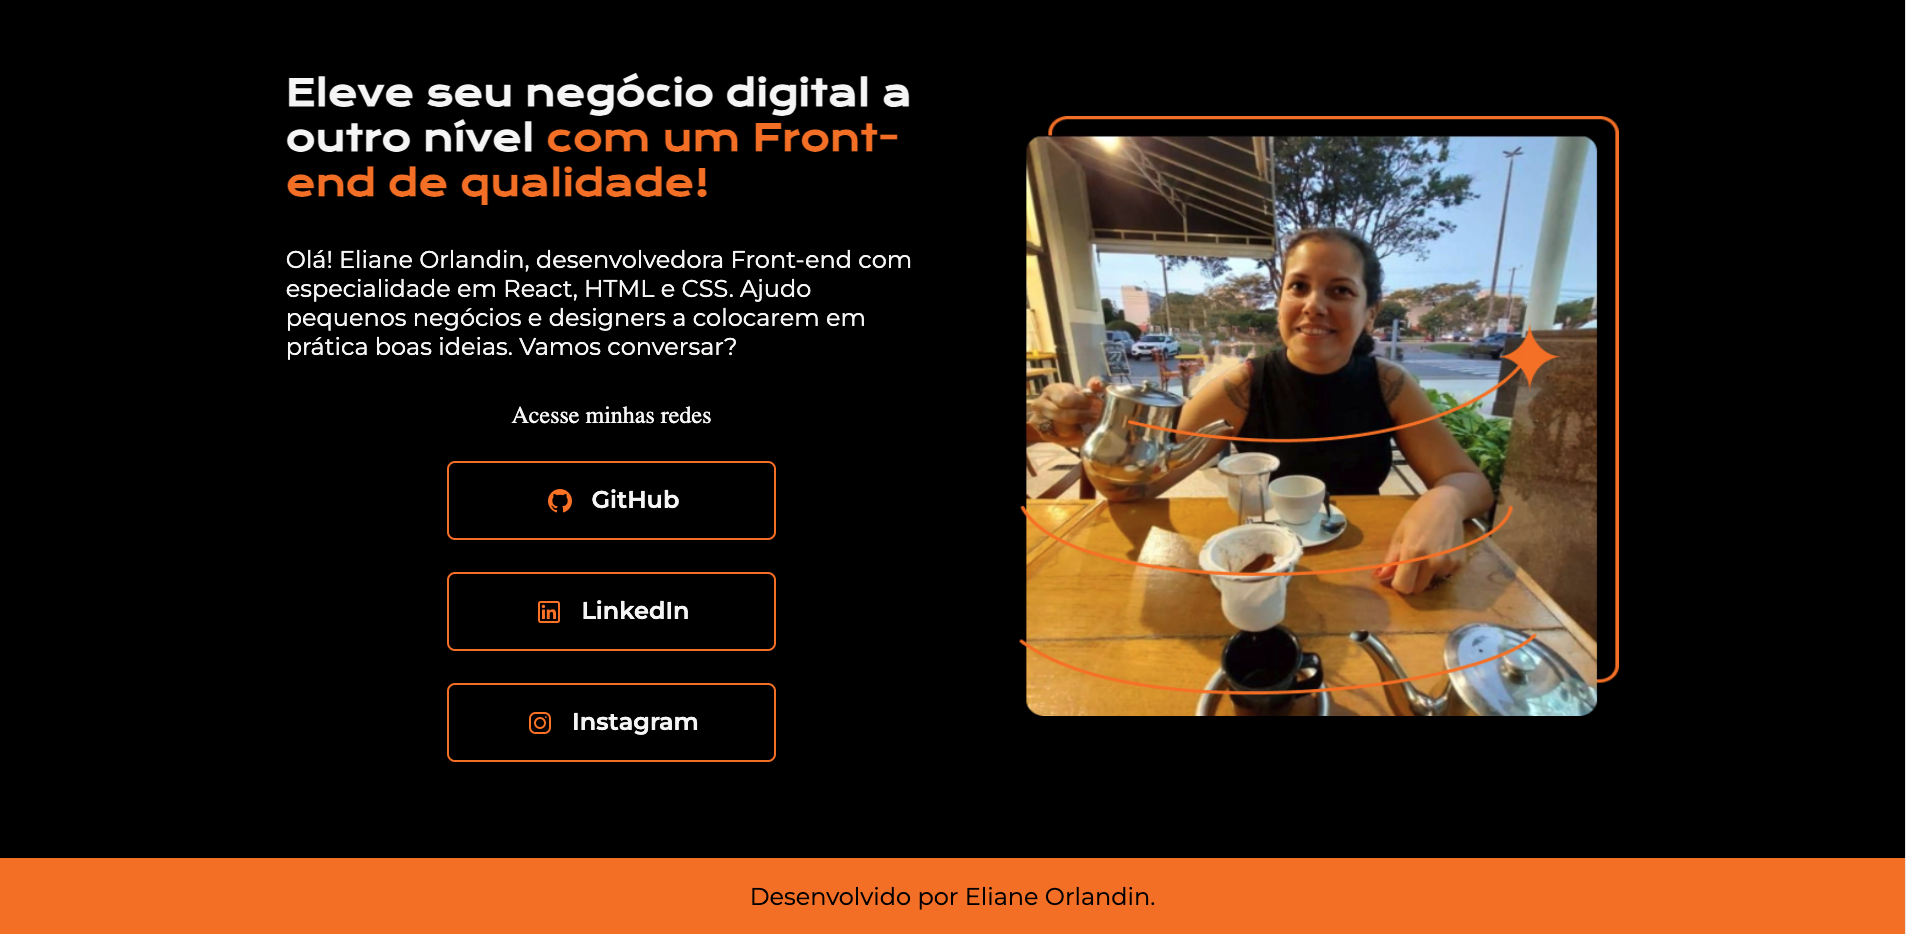 Eleve seu negócio digital a
outro nível com um Front-
end de qualidade!
Olá! Eliane Orlandin, desenvolvedora Front-end com
especialidade em React, HTML e CSS. Ajudo
pequenos negócios e designers a colocarem em
prática boas ideias. Vamos conversar?
Acesse minhas redes
GitHub
LinkedIn
Instagram
Desenvolvido por Eliane Orlandin.